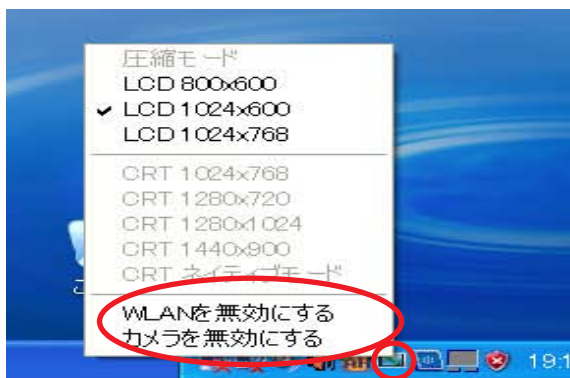 圧縮モード
LCD 800x600
LCD 1024x600
LCD 1024x768
CRT 1024x768
CRT 1280x720
CRT 1280x1024
CRT 1440x900
CRT ネイティブモード
WLANを無効にする
カメラを無効にする